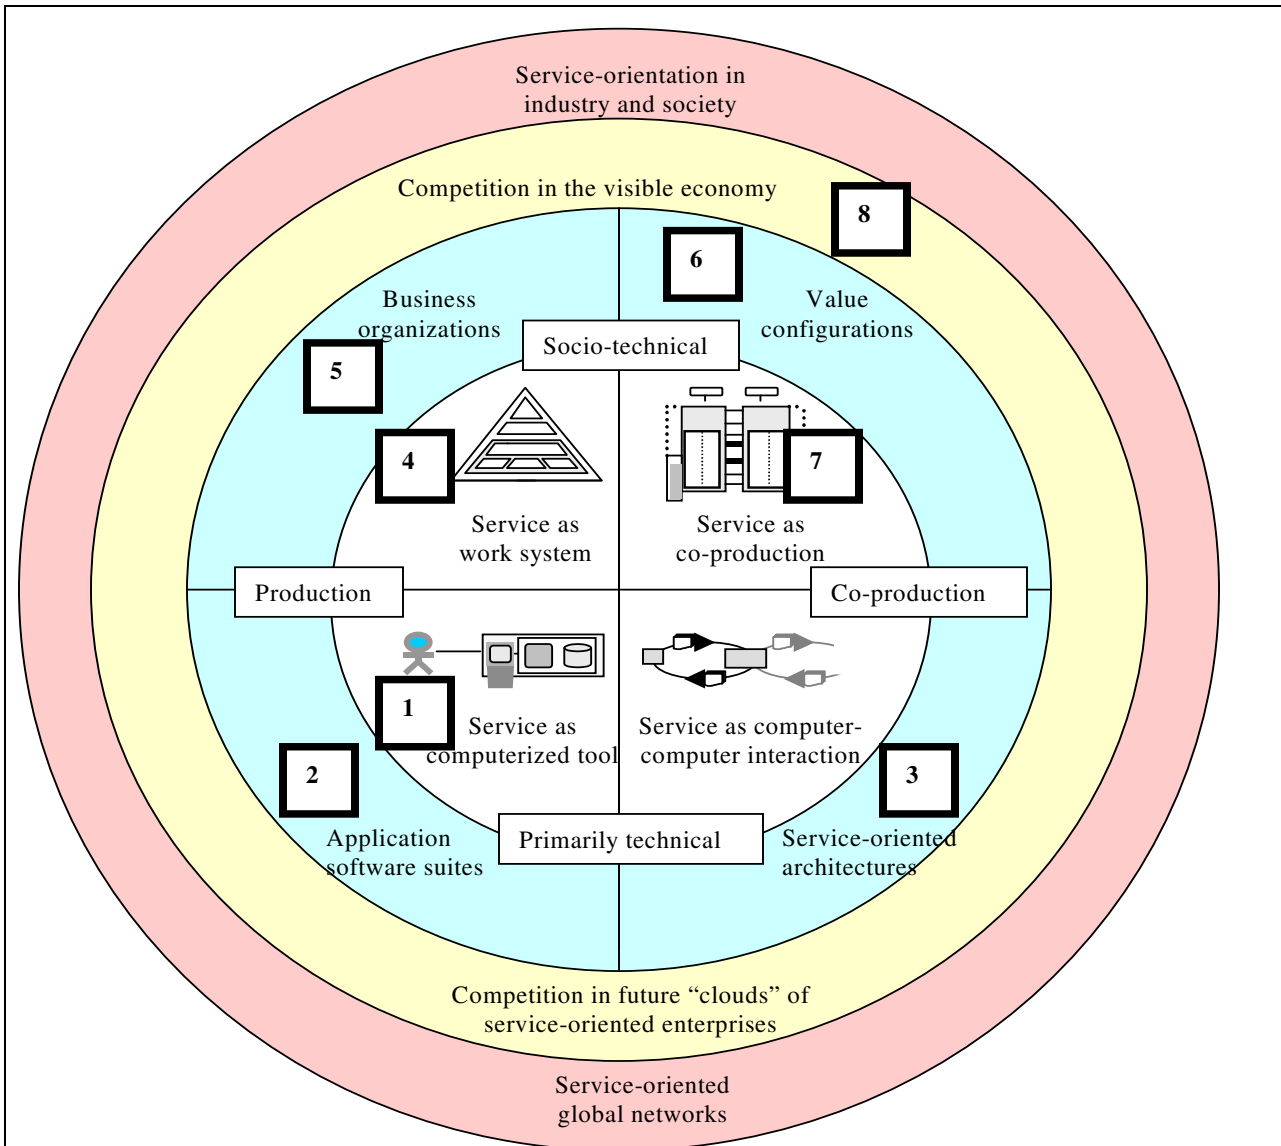 Service-orientation in
industry and society
Competition in the visible economy
8
6
Business
organizations
Value
configurations
Socio-technical
5
4
7
Service as
work system
Service as
co-production
Production
Co-production
1
Service as
computerized tool
Service as computer-
computer interaction
2
3
Application
software suites
Primarily technical
Service-oriented
architectures
Competition in future “clouds” of
service-oriented enterprises
Service-oriented
global networks